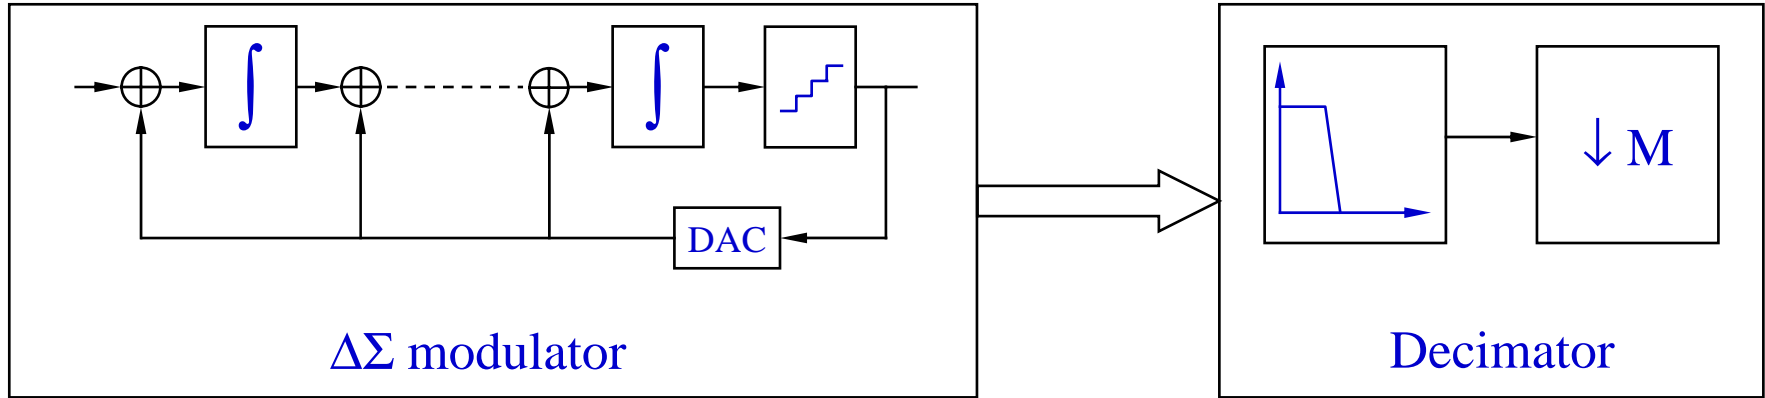 ∫
∫
DAC
ΔΣ modulator
↓ M
Decimator